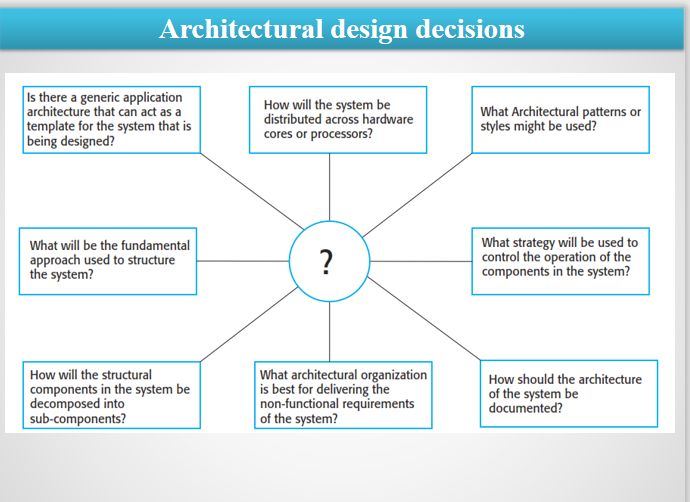 Architectural design decisions
Is there a generic application
architecture that can act as a
template for the system that is
being designed?
How will the system be
distributed across hardware
cores or processors?
What Architectural patterns or
styles might be used?
What will be the fundamental
approach used to structure
the system?
?
What strategy will be used to
control the operation of the
components in the system?
How will the structural
components in the system be
decomposed into
sub-components?
What architectural organization
is best for delivering the
non-functional requirements
of the system?
How should the architecture
of the system be
documented?